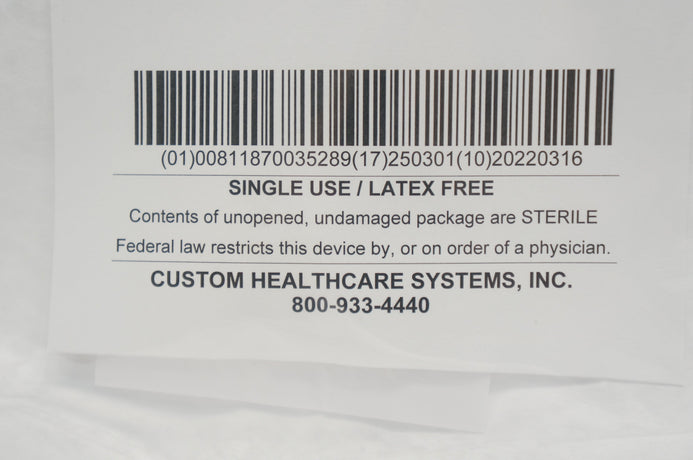 (01)00811870035289(17)250301(10)20220316
SINGLE USE / LATEX FREE
Contents of unopened, undamaged package are STERILE
Federal law restricts this device by, or on order of a physician.
CUSTOM HEALTHCARE SYSTEMS, INC.
800-933-4440